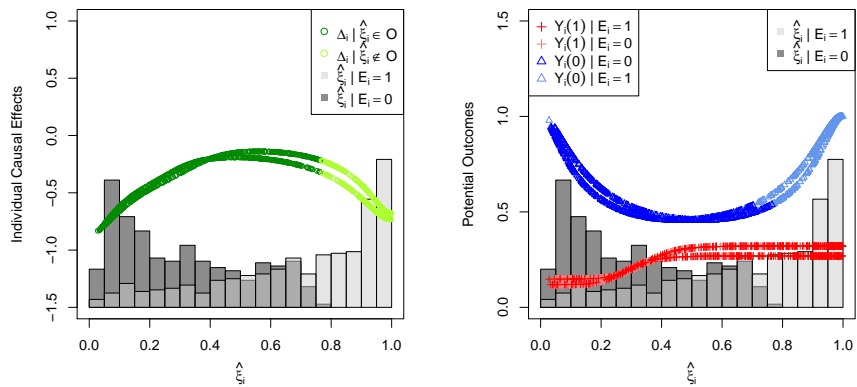 Individual Causal Effects
1.0
0.5
0.0
−0.5
−1.0
−1.5
Δi | ξ̂i ∈ O
Δi | ξ̂i ∉ O
ξ̂i | Ei = 1
ξ̂i | Ei = 0
0.0 0.2 0.4 0.6 0.8 1.0
ξ̂i
Potential Outcomes
1.5
1.0
0.5
0.0
Yi(1) | Ei = 1
Yi(1) | Ei = 0
Yi(0) | Ei = 0
Yi(0) | Ei = 1
ξ̂i | Ei = 1
ξ̂i | Ei = 0
0.0 0.2 0.4 0.6 0.8 1.0
ξ̂i